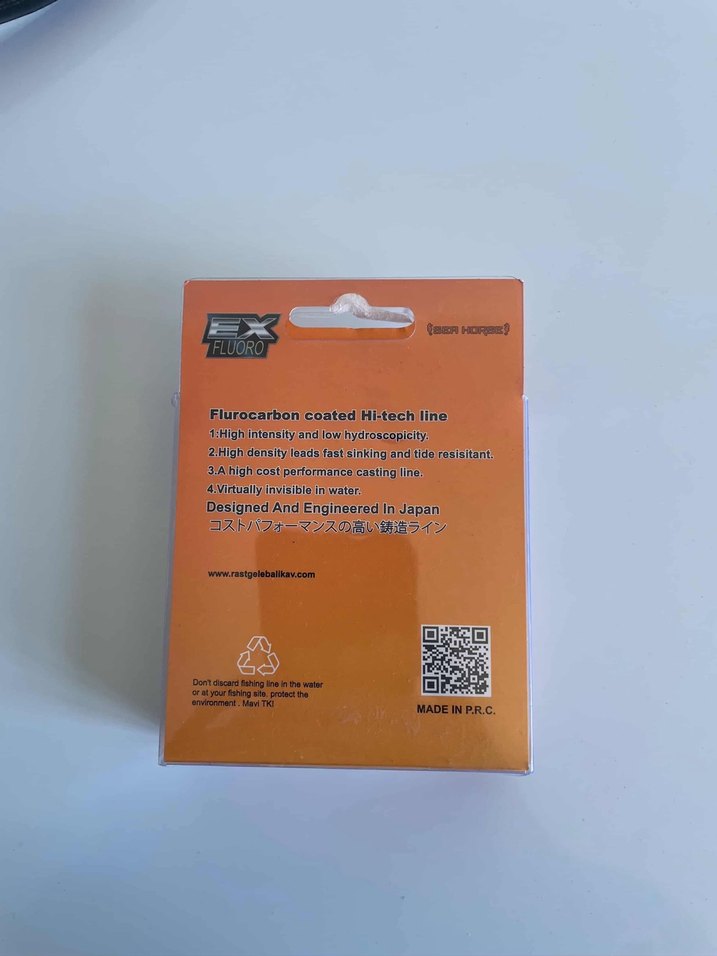 EX
FLUORO
SEA HORSE
Flurocarbon coated Hi-tech line
1:High intensity and low hydroscopicity.
2.High density leads fast sinking and tide resisitant.
3.A high cost performance casting line.
4.Virtually invisible in water.
Designed And Engineered In Japan
コストパフォーマンスの高い鋳造ライン
www.rastgelebalikav.com
Don't discard fishing line in the water
or at your fishing site. protect the
environment . Mavi TKI
MADE IN P.R.C.